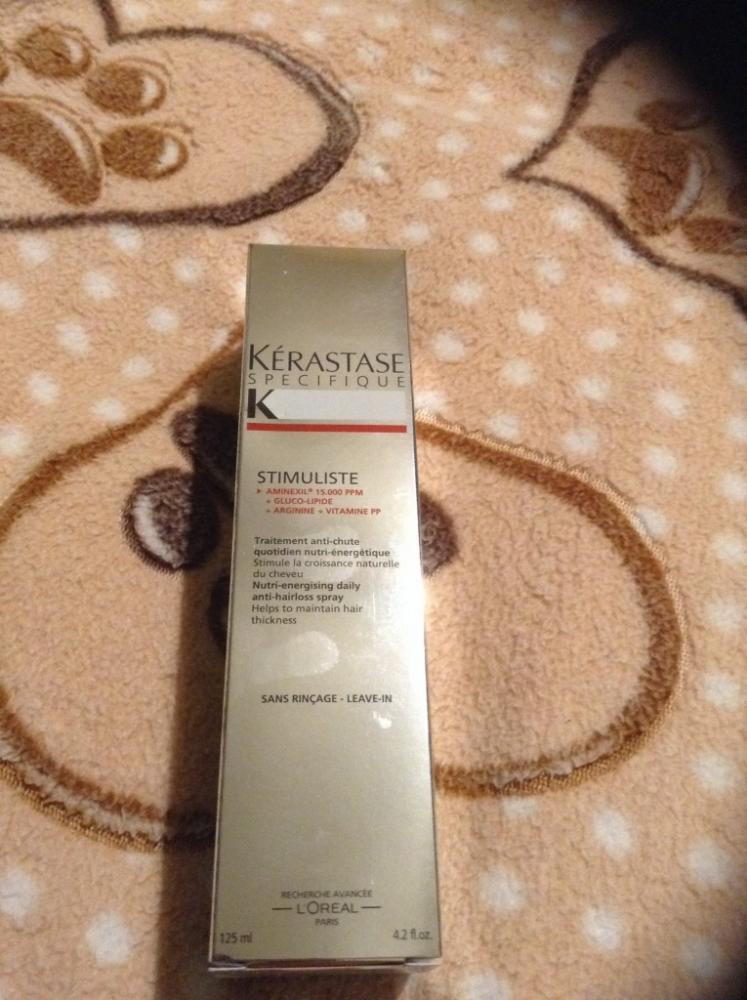 KÉRASTASE
SPECIFIQUE
K
STIMULISTE
▸ AMINEXIL® 15.000 PPM
+ GLUCO-LIPIDE
+ ARGININE + VITAMINE PP
Traitement anti-chute
quotidien nutri-énergétique
Stimule la croissance naturelle
du cheveu
Nutri-energising daily
anti-hairloss spray
Helps to maintain hair
thickness
SANS RINÇAGE - LEAVE-IN
RECHERCHE AVANCÉE
L'ORÉAL
PARIS
125 ml 4.2 fl.oz.